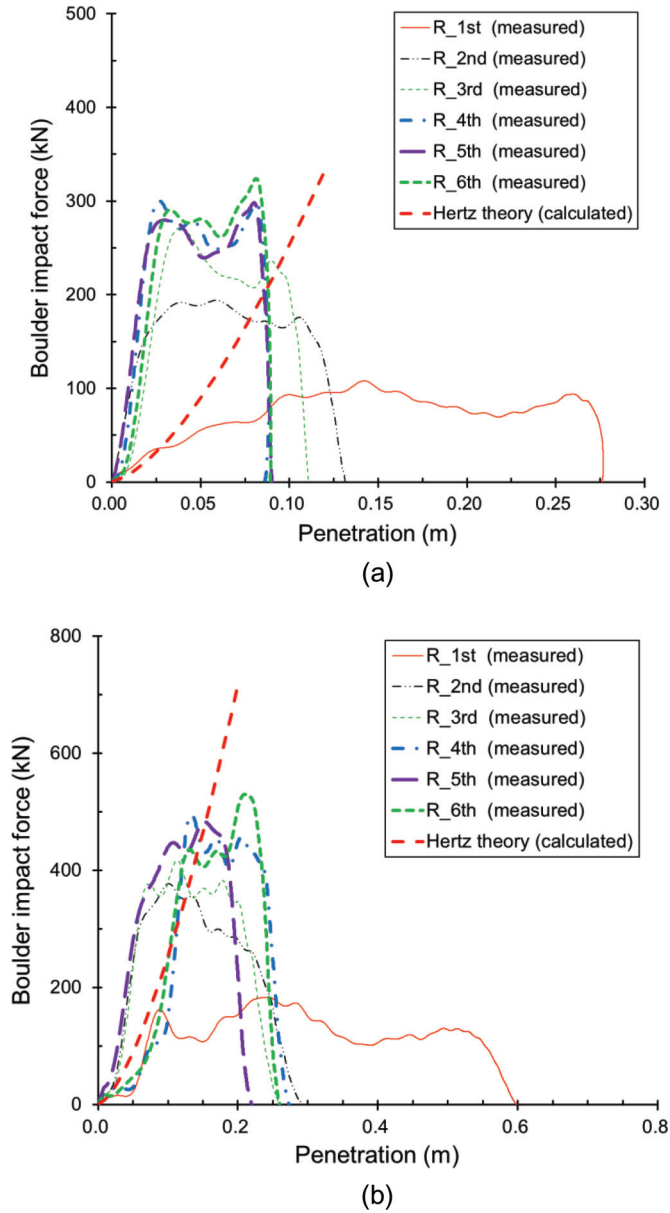 500
400
300
200
100
0
Boulder impact force (kN)
R_1st (measured)
R_2nd (measured)
R_3rd (measured)
R_4th (measured)
R_5th (measured)
R_6th (measured)
Hertz theory (calculated)
0.00 0.05 0.10 0.15 0.20 0.25 0.30
Penetration (m)
(a)
800
600
400
200
0
Boulder impact force (kN)
R_1st (measured)
R_2nd (measured)
R_3rd (measured)
R_4th (measured)
R_5th (measured)
R_6th (measured)
Hertz theory (calculated)
0.0 0.2 0.4 0.6 0.8
Penetration (m)
(b)